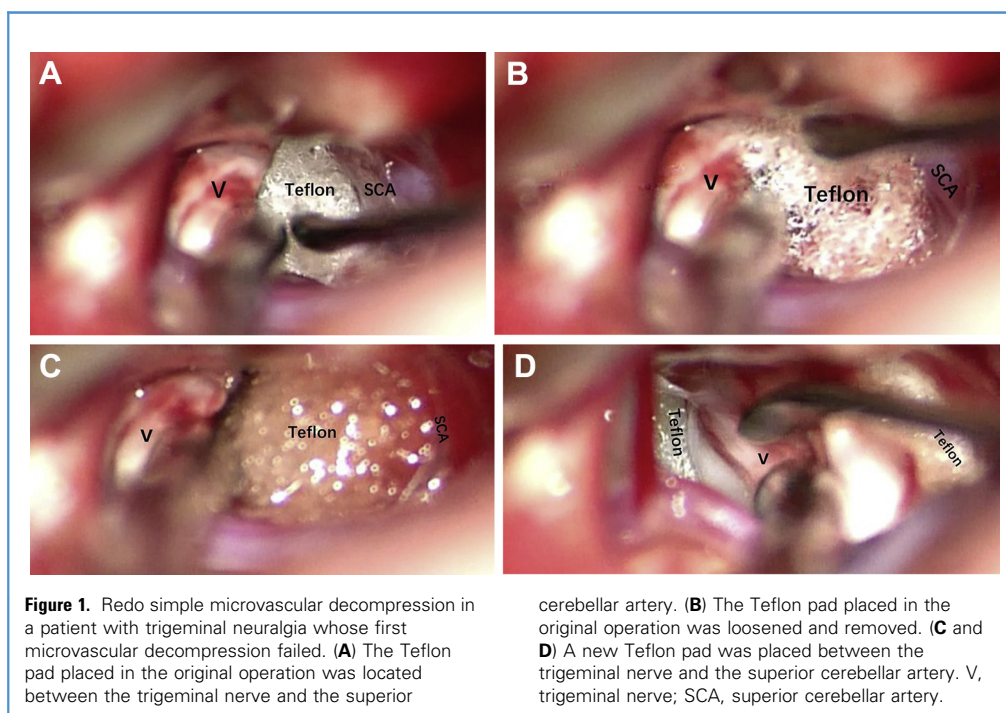 A
V
Teflon
SCA
B
V
Teflon
SCA
C
V
Teflon
SCA
D
Teflon
V
Teflon
Figure 1. Redo simple microvascular decompression in
a patient with trigeminal neuralgia whose first
microvascular decompression failed. (A) The Teflon
pad placed in the original operation was located
between the trigeminal nerve and the superior
cerebellar artery. (B) The Teflon pad placed in the
original operation was loosened and removed. (C and
D) A new Teflon pad was placed between the
trigeminal nerve and the superior cerebellar artery. V,
trigeminal nerve; SCA, superior cerebellar artery.